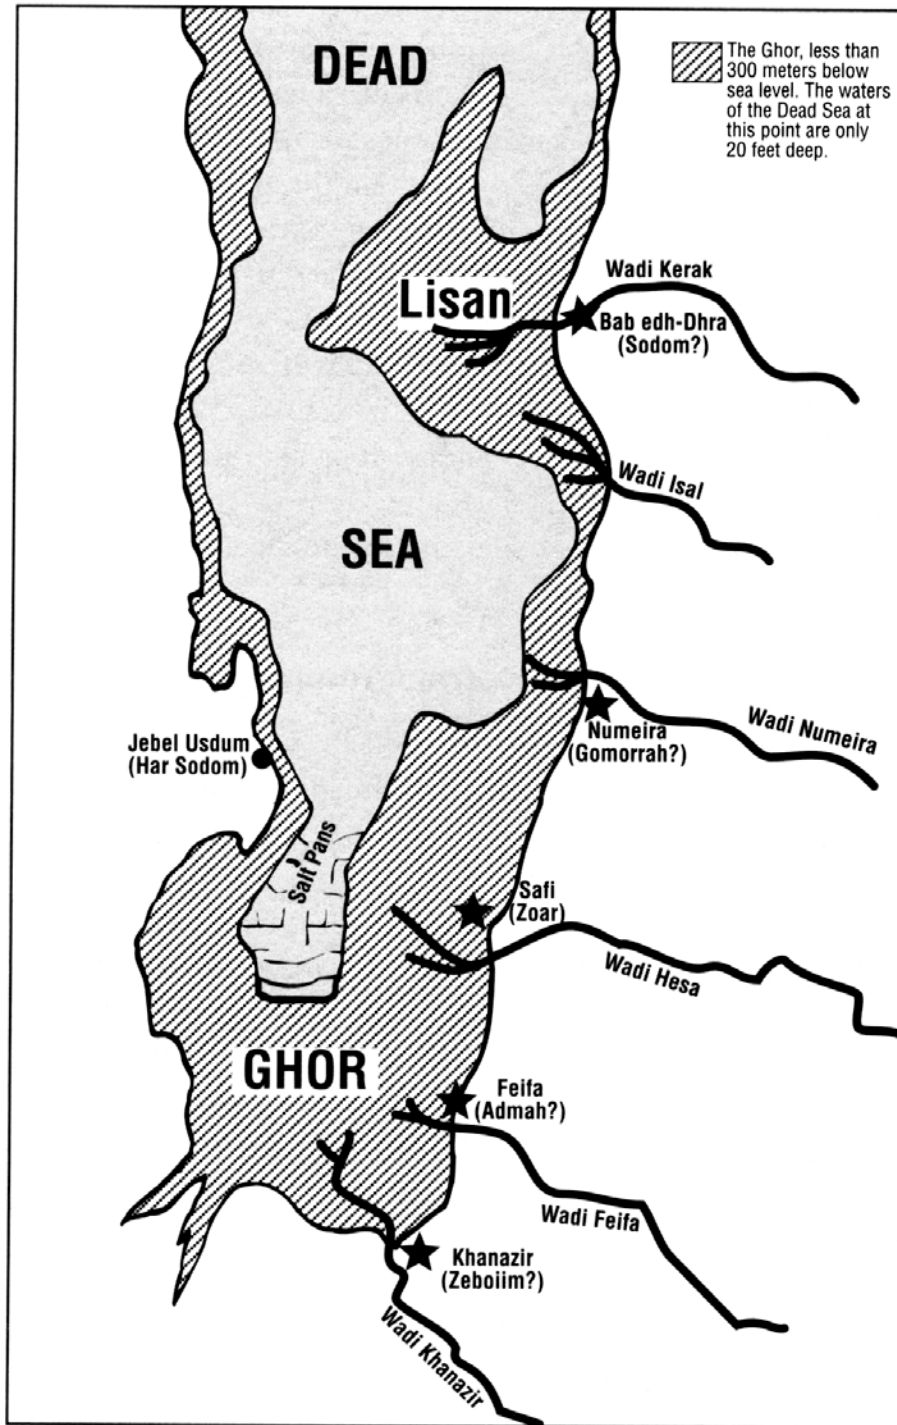 DEAD
The Ghor, less than
300 meters below
sea level. The waters
of the Dead Sea at
this point are only
20 feet deep.
Wadi Kerak
Lisan
Bab edh-Dhra
(Sodom?)
Wadi Isal
SEA
Jebel Usdum
(Har Sodom)
Numeira
(Gomorrah?)
Wadi Numeira
Salt Pans
Safi
(Zoar)
Wadi Hesa
GHOR
Feifa
(Admah?)
Wadi Feifa
Khanazir
(Zeboiim?)
Wadi Khanazir